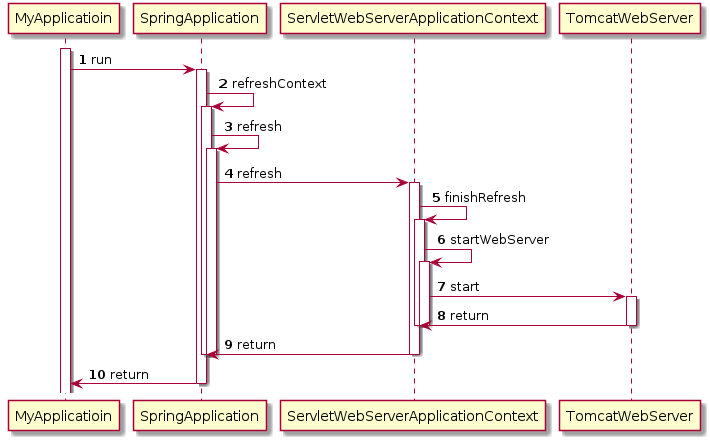 MyApplicatioin SpringApplication ServletWebServerApplicationContext TomcatWebServer
1 run
2 refreshContext
3 refresh
4 refresh
5 finishRefresh
6 startWebServer
7 start
8 return
9 return
10 return
MyApplicatioin SpringApplication ServletWebServerApplicationContext TomcatWebServer